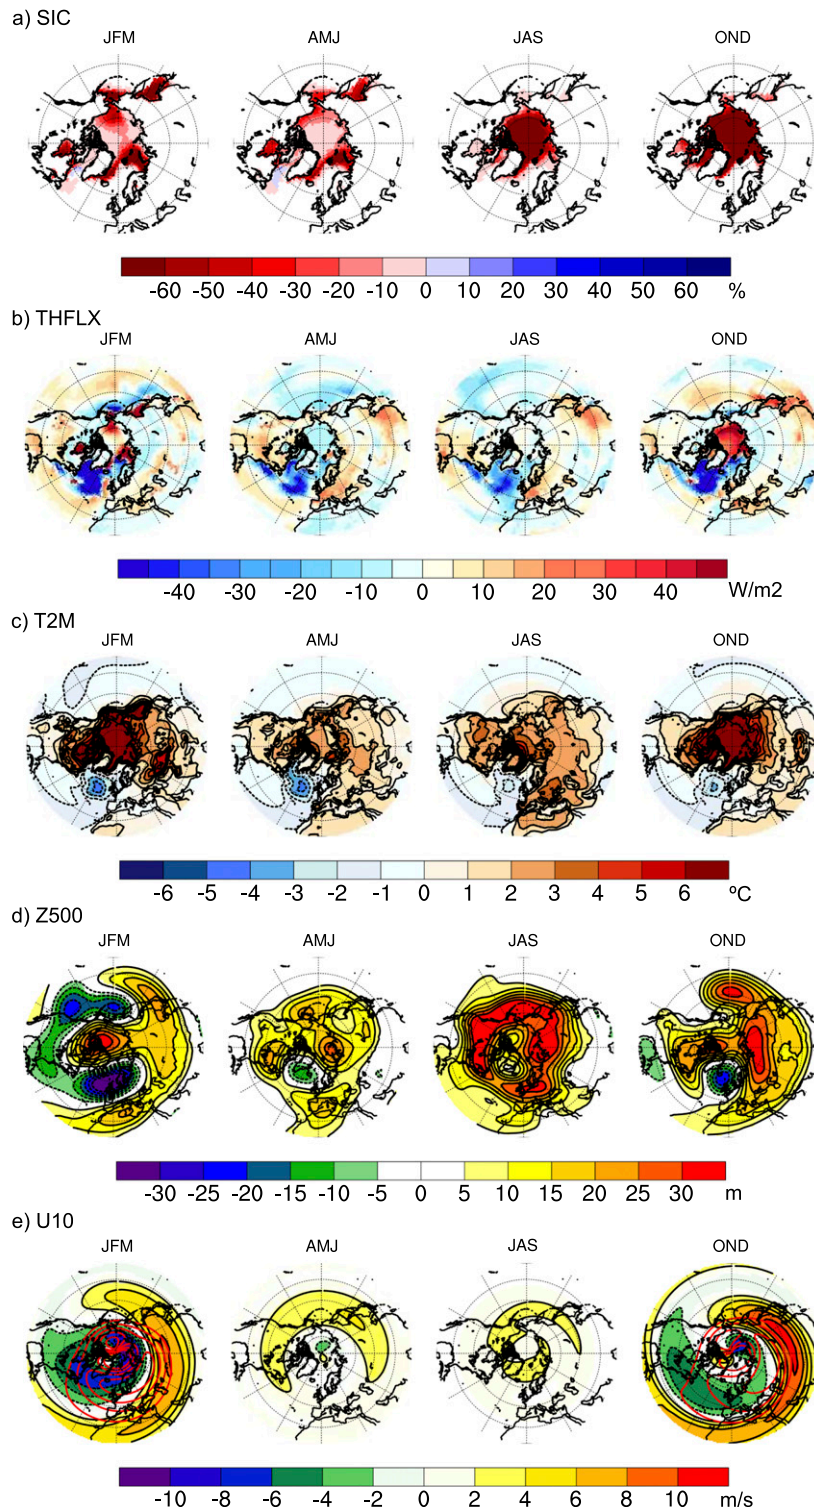 a) SIC
JFM AMJ JAS OND
-60 -50 -40 -30 -20 -10 0 10 20 30 40 50 60 %
b) THFLX
JFM AMJ JAS OND
-40 -30 -20 -10 0 10 20 30 40 W/m2
c) T2M
JFM AMJ JAS OND
-6 -5 -4 -3 -2 -1 0 1 2 3 4 5 6 ºC
d) Z500
JFM AMJ JAS OND
-30 -25 -20 -15 -10 -5 0 5 10 15 20 25 30 m
e) U10
JFM AMJ JAS OND
-10 -8 -6 -4 -2 0 2 4 6 8 10 m/s